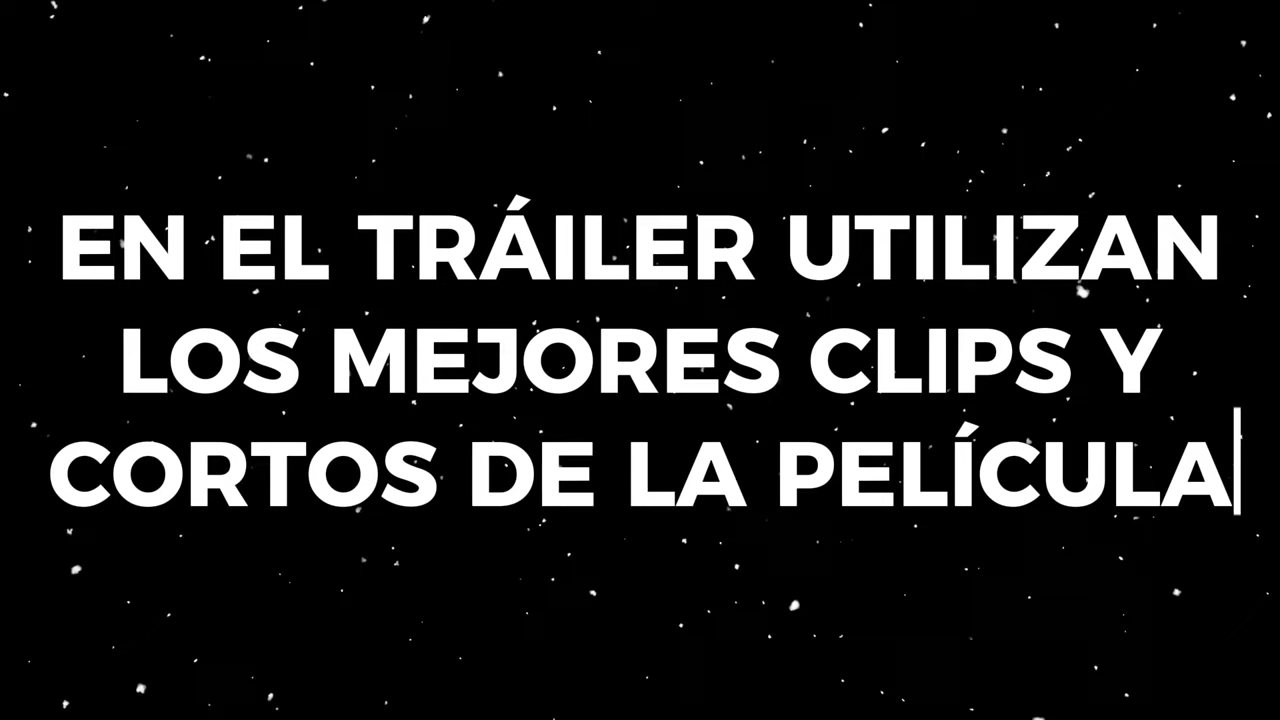 EN EL TRÁILER UTILIZAN
LOS MEJORES CLIPS Y
CORTOS DE LA PELÍCULA